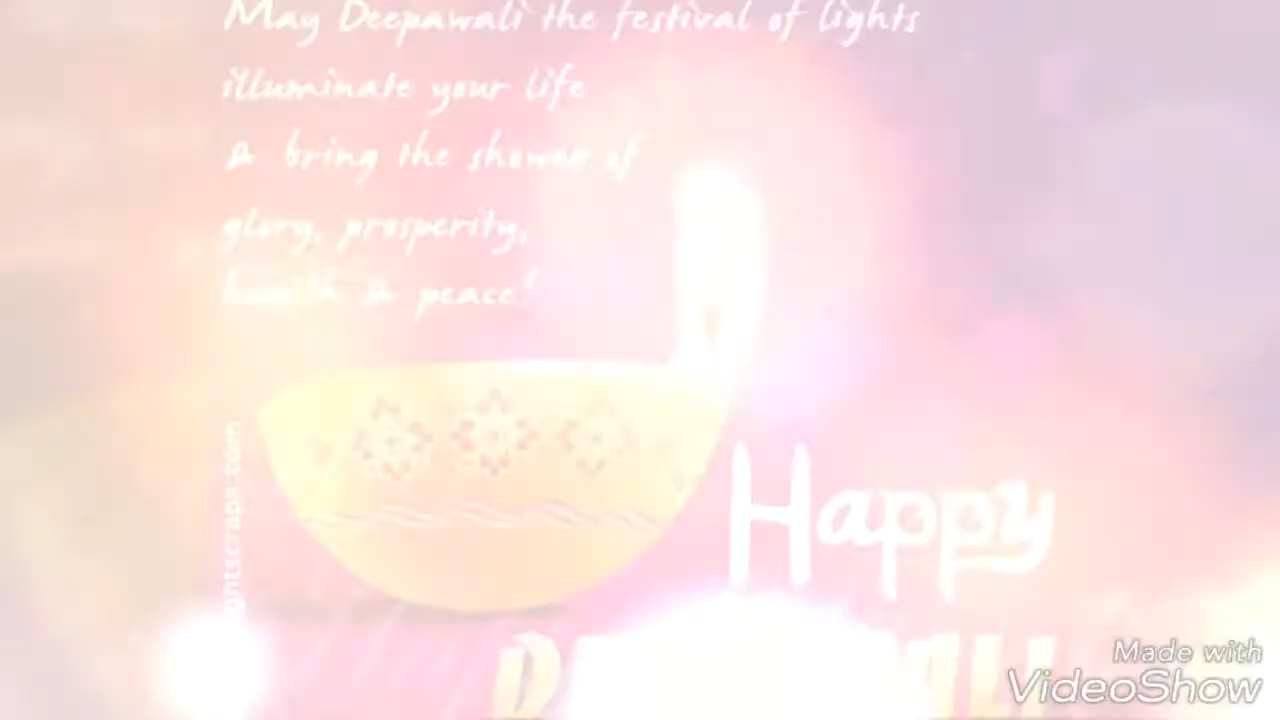 May Deepawali the festival of lights
illuminate your life
& bring the shower of
glory, prosperity,
& peace!
Happy
Made with
VideoShow